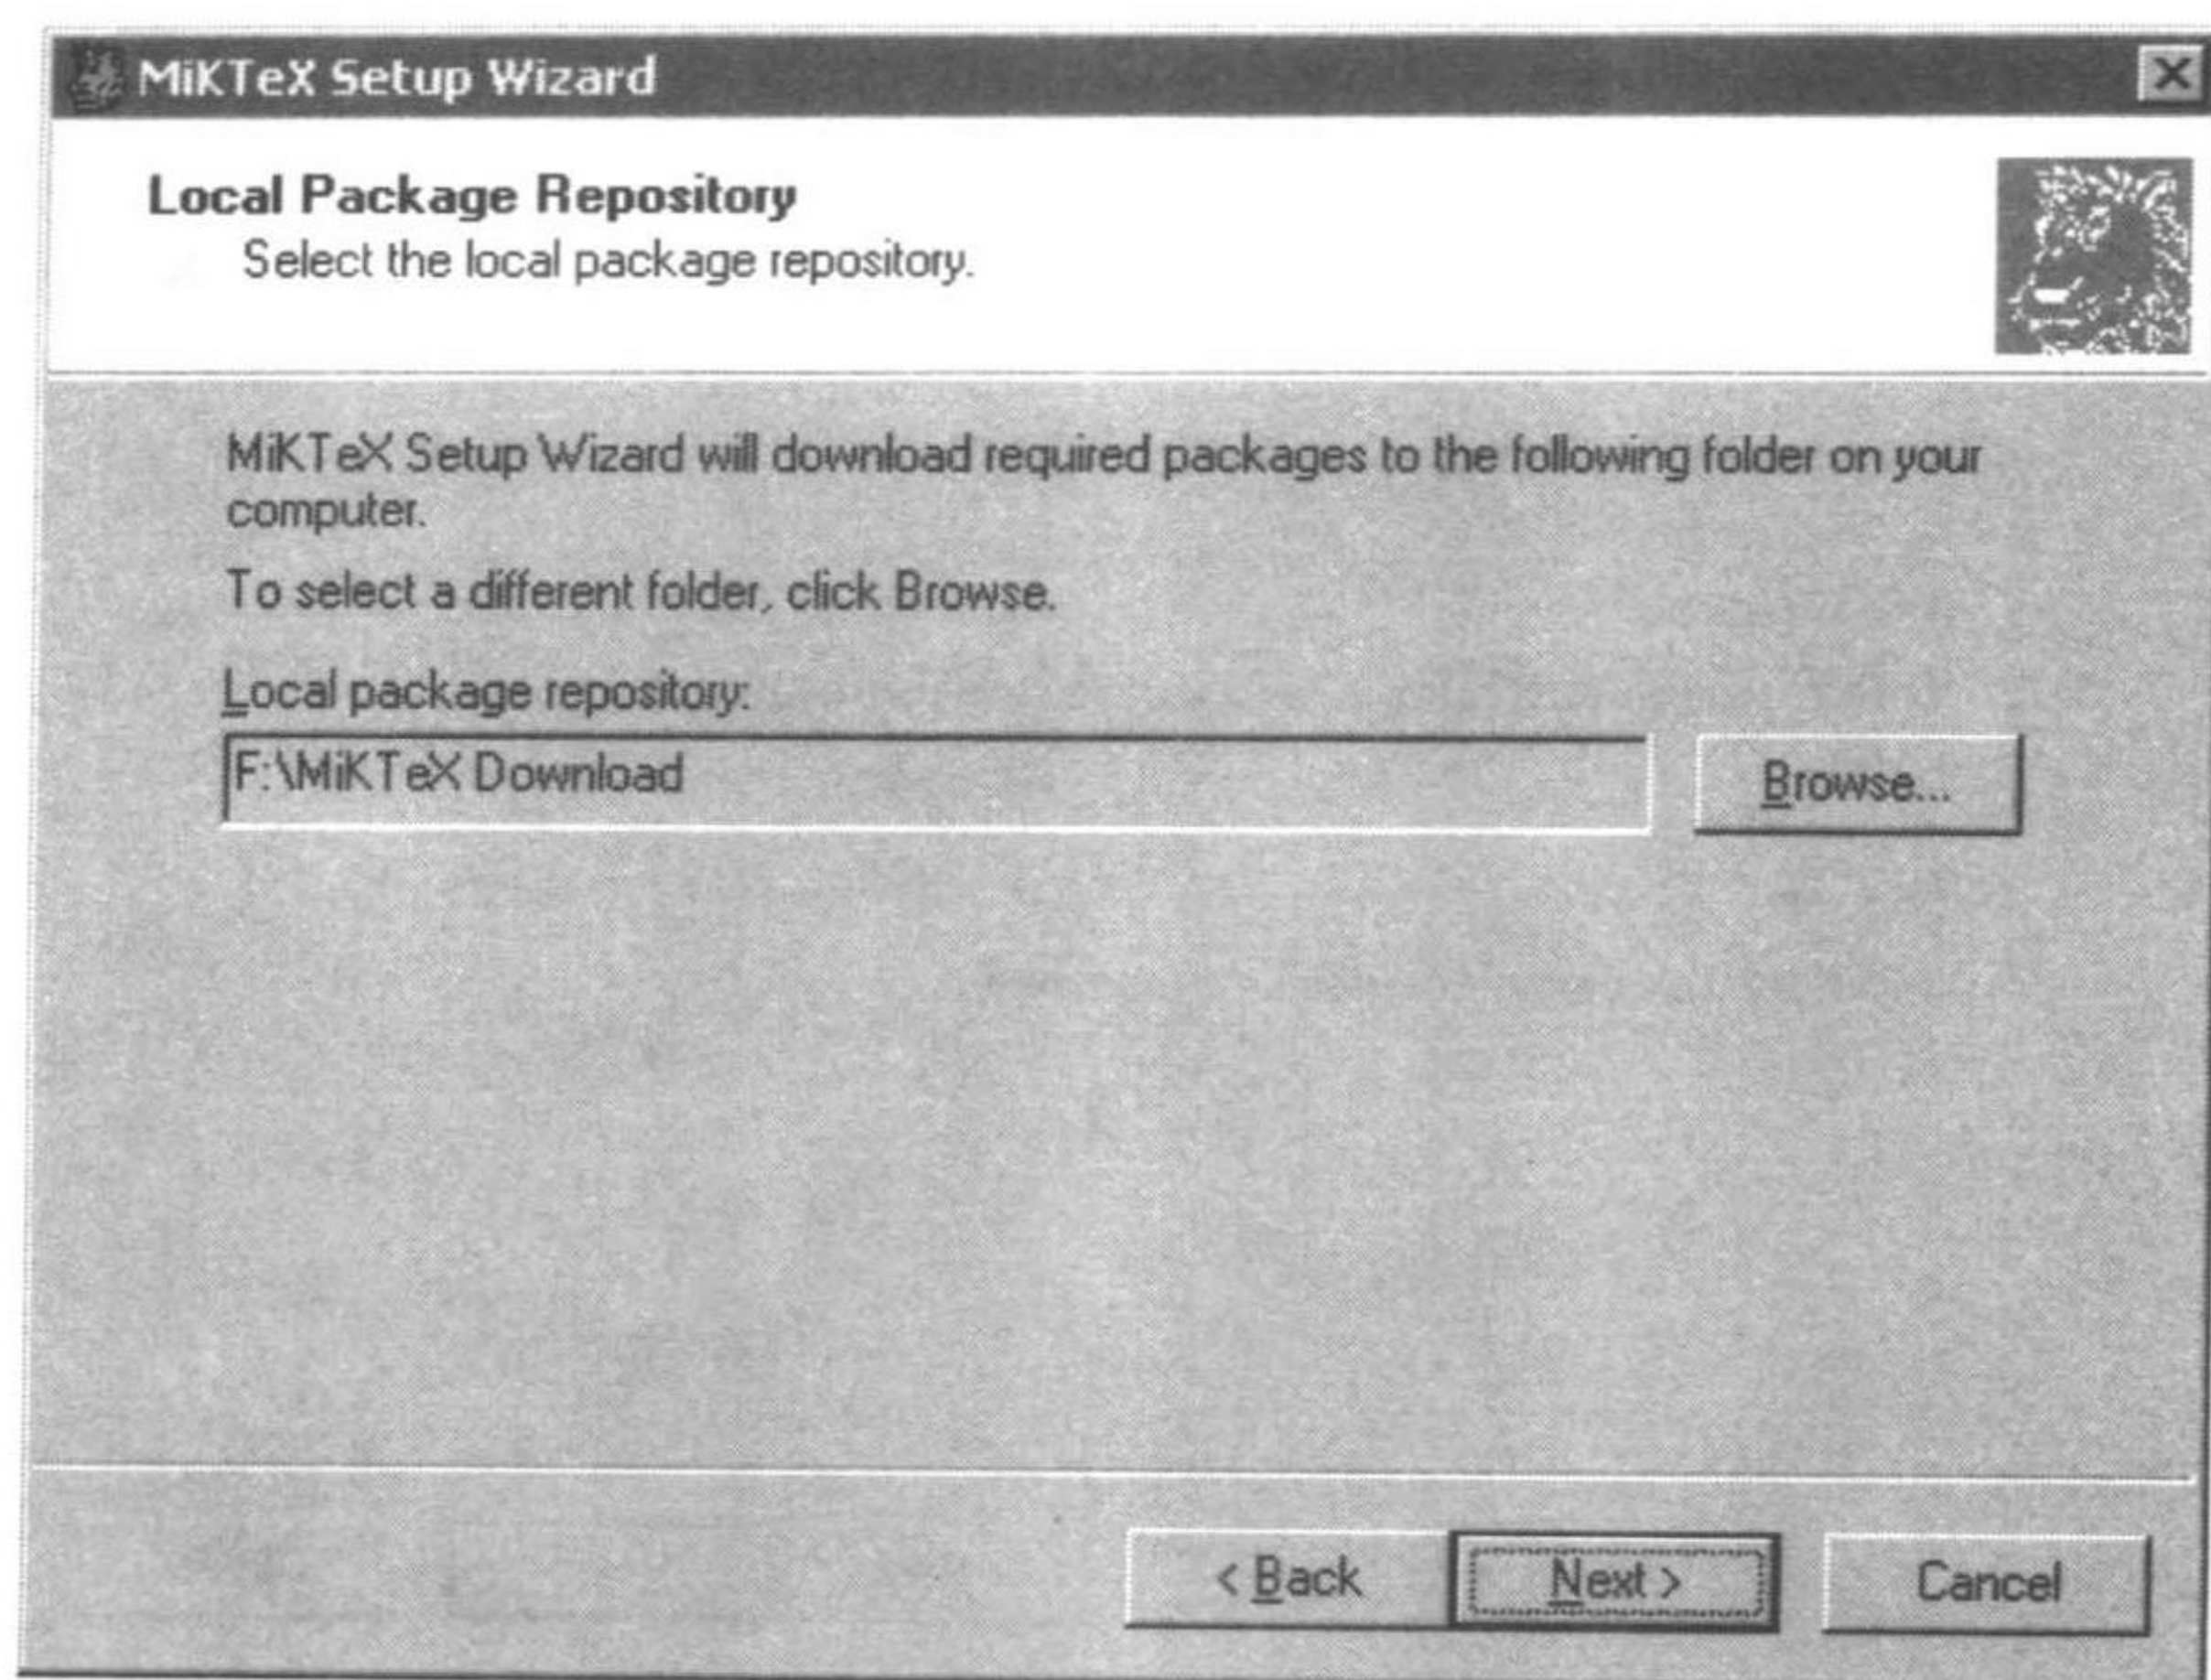 MiKTeX Setup Wizard
Local Package Repository
Select the local package repository.
MiKTeX Setup Wizard will download required packages to the following folder on your
computer.
To select a different folder, click Browse.
Local package repository:
F:\MiKTeX Download
Browse...
< Back
Next >
Cancel